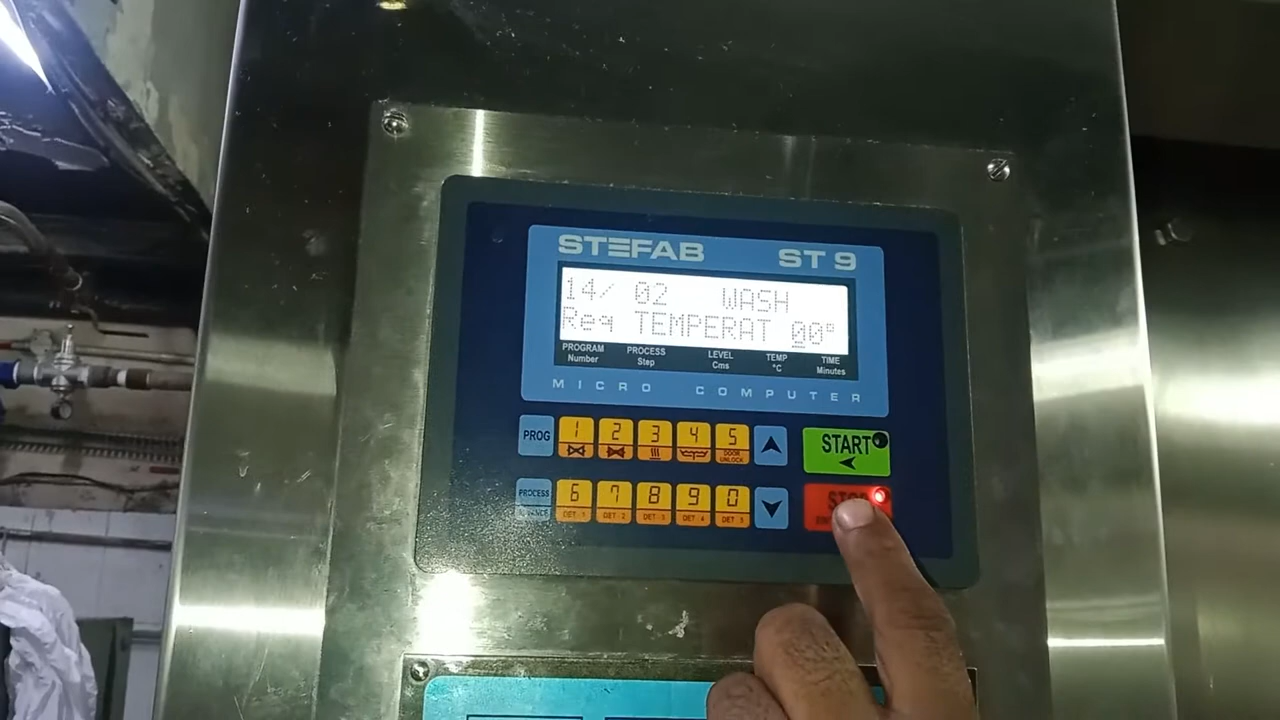 STEFAB ST 9
14/ 02 WASH
Req TEMPERAT 00°
PROGRAM Number PROCESS Step LEVEL Cms TEMP °C TIME Minutes
MICRO COMPUTER
PROG 1 2 3 4 5 START
DOOR UNLOCK
PROCESS 6 7 8 9 0
DET 1 DET 2 DET 3 DET 4 DET 5